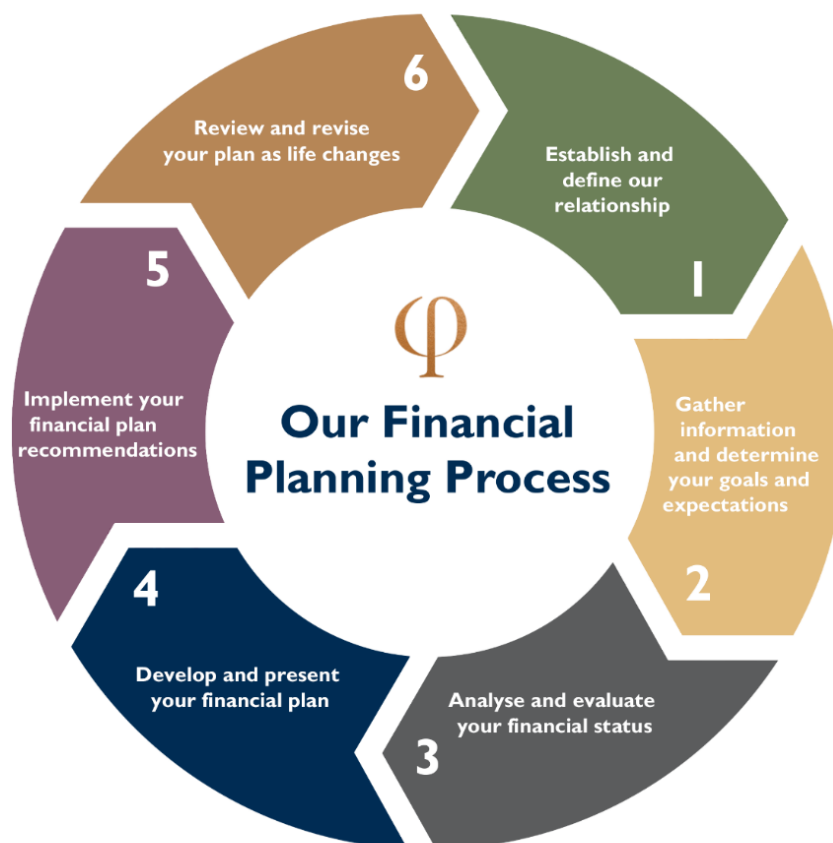 φ
Our Financial
Planning Process
1
Establish and
define our
relationship
2
Gather
information
and determine
your goals and
expectations
3
Analyse and evaluate
your financial status
4
Develop and present
your financial plan
5
Implement your
financial plan
recommendations
6
Review and revise
your plan as life changes